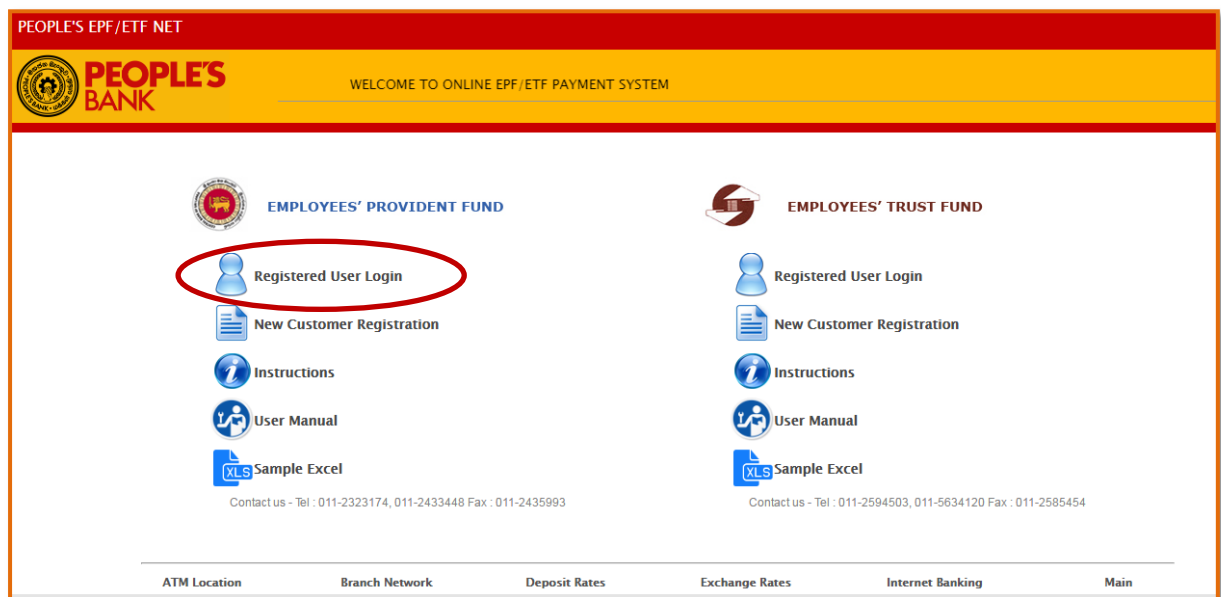 PEOPLE'S EPF/ETF NET
PEOPLE'S
BANK
WELCOME TO ONLINE EPF/ETF PAYMENT SYSTEM
EMPLOYEES' PROVIDENT FUND
Registered User Login
New Customer Registration
Instructions
User Manual
XLS Sample Excel
Contact us - Tel : 011-2323174, 011-2433448 Fax : 011-2435993
EMPLOYEES' TRUST FUND
Registered User Login
New Customer Registration
Instructions
User Manual
XLS Sample Excel
Contact us - Tel : 011-2594503, 011-5634120 Fax : 011-2585454
ATM Location Branch Network Deposit Rates Exchange Rates Internet Banking Main